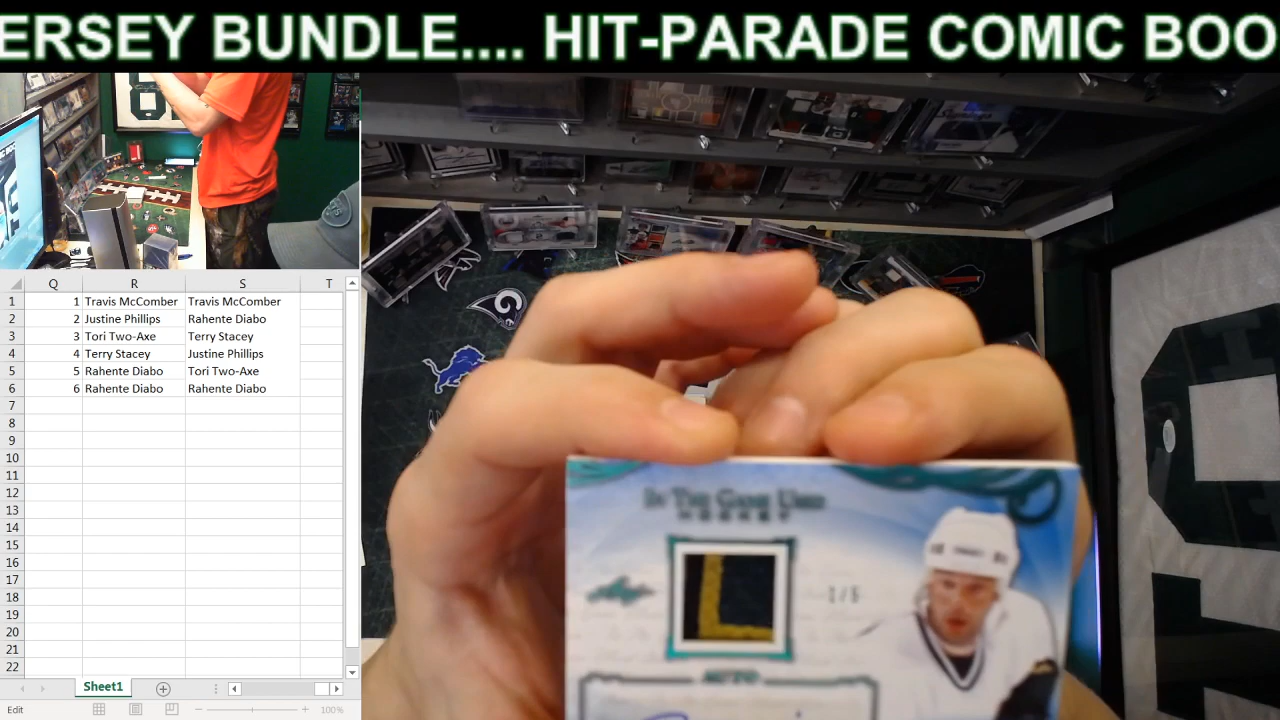 ERSEY BUNDLE.... HIT-PARADE COMIC BOO
Q R S T
1 1 Travis McComber Travis McComber
2 2 Justine Phillips Rahente Diabo
3 3 Tori Two-Axe Terry Stacey
4 4 Terry Stacey Justine Phillips
5 5 Rahente Diabo Tori Two-Axe
6 6 Rahente Diabo Rahente Diabo
7
8
9
10
11
12
13
14
15
16
17
18
19
20
21
22
Sheet1
Edit
100%
IN THE GAME USED
HOCKEY
AUTO